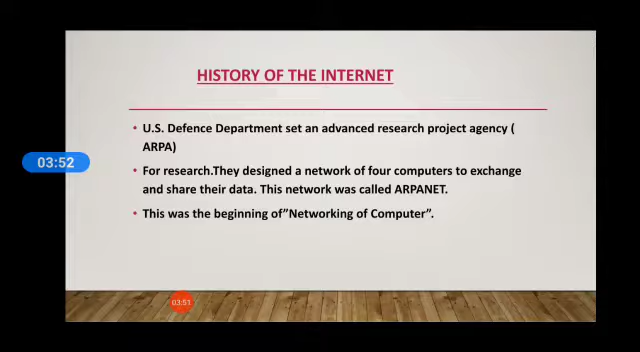 HISTORY OF THE INTERNET
• U.S. Defence Department set an advanced research project agency (
ARPA)
• For research.They designed a network of four computers to exchange
and share their data. This network was called ARPANET.
• This was the beginning of”Networking of Computer”.
03:52
03:51